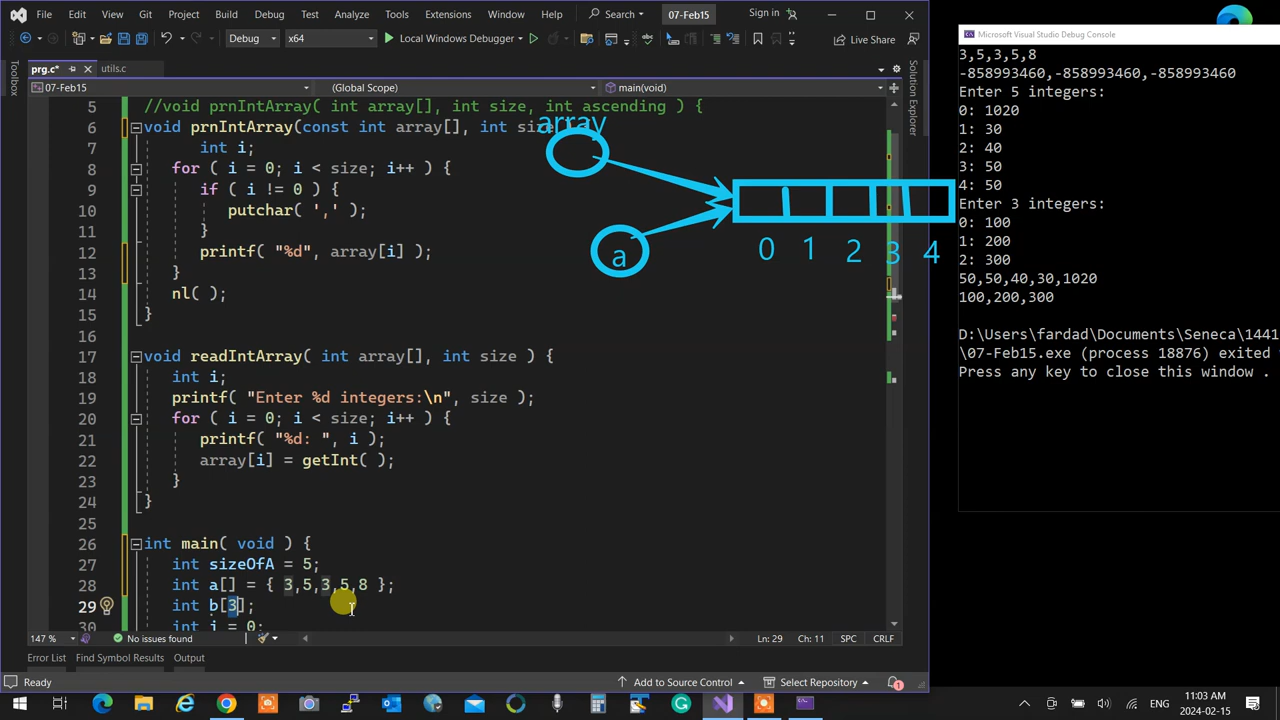 File Edit View Git Project Build Debug Test Analyze Tools Extensions Window Help Search 07-Feb15 Sign in
Debug x64 Local Windows Debugger Live Share
prg.c* utils.c
07-Feb15 (Global Scope) main(void)
Toolbox
Solution Explorer
5 //void prnIntArray( int array[], int size, int ascending ) {
6 void prnIntArray(const int array[], int size
7 int i;
8 for ( i = 0; i < size; i++ ) {
9 if ( i != 0 ) {
10 putchar( ',' );
11 }
12 printf( "%d", array[i] );
13 }
14 nl( );
15 }
16
17 void readIntArray( int array[], int size ) {
18 int i;
19 printf( "Enter %d integers:\n", size );
20 for ( i = 0; i < size; i++ ) {
21 printf( "%d: ", i );
22 array[i] = getInt( );
23 }
24 }
25
26 int main( void ) {
27 int sizeOfA = 5;
28 int a[] = { 3,5,3,5,8 };
29 int b[3];
30 int i = 0;
array
a
0 1 2 3 4
147 % No issues found Ln: 29 Ch: 11 SPC CRLF
Error List Find Symbol Results Output
Ready Add to Source Control Select Repository 1
Microsoft Visual Studio Debug Console
3,5,3,5,8
-858993460,-858993460,-858993460
Enter 5 integers:
0: 1020
1: 30
2: 40
3: 50
4: 50
Enter 3 integers:
0: 100
1: 200
2: 300
50,50,40,30,1020
100,200,300
D:\Users\fardad\Documents\Seneca\1441
\07-Feb15.exe (process 18876) exited
Press any key to close this window .
ENG 11:03 AM
2024-02-15